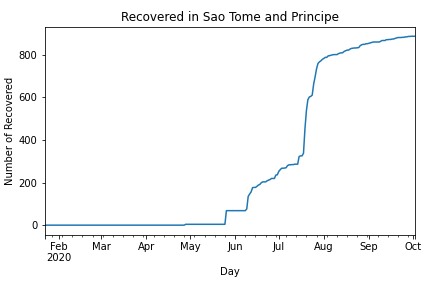 Recovered in Sao Tome and Principe
Number of Recovered
800
600
400
200
0
Feb Mar Apr May Jun Jul Aug Sep Oct
2020
Day